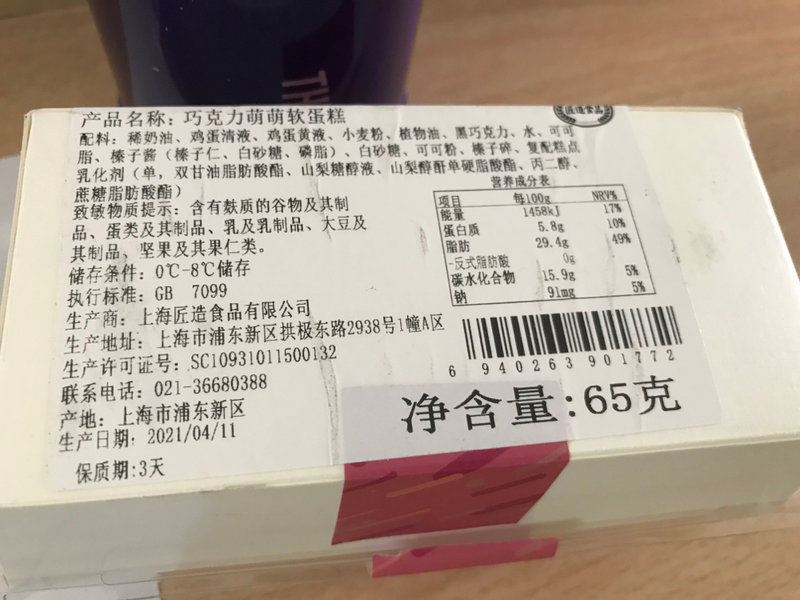 TH
匠造食品
产品名称：巧克力萌萌软蛋糕
配料：稀奶油、鸡蛋清液、鸡蛋黄液、小麦粉、植物油、黑巧克力、水、可可
脂、榛子酱（榛子仁、白砂糖、磷脂）、白砂糖、可可粉、榛子碎、复配糕点
乳化剂（单，双甘油脂肪酸酯、山梨糖醇液、山梨醇酐单硬脂酸酯、丙二醇、
蔗糖脂肪酸酯）
致敏物质提示：含有麸质的谷物及其制
品、蛋类及其制品、乳及乳制品、大豆及
其制品、坚果及其果仁类。
储存条件：0℃-8℃储存
执行标准：GB 7099
生产商：上海匠造食品有限公司
生产地址：上海市浦东新区拱极东路2938号1幢A区
生产许可证号：SC10931011500132
联系电话：021-36680388
产地：上海市浦东新区
生产日期：2021/04/11
保质期:3天
营养成分表
项目 每100g NRV%
能量 1458kJ 17%
蛋白质 5.8g 10%
脂肪 29.4g 49%
-反式脂肪酸 0g
碳水化合物 15.9g 5%
钠 91mg 5%
6 940263 901772
净含量:65克